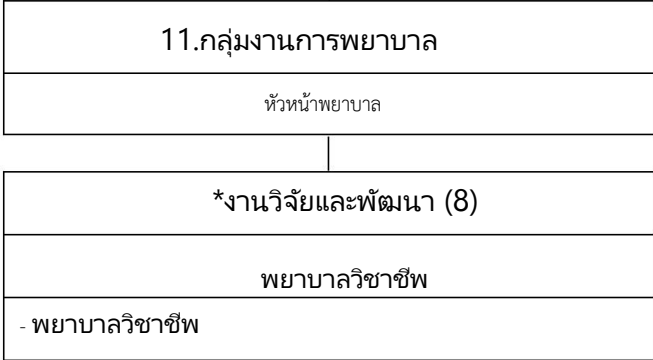 11.กลุ่มงานการพยาบาล
หัวหน้าพยาบาล
*งานวิจัยและพัฒนา (8)
พยาบาลวิชาชีพ
- พยาบาลวิชาชีพ